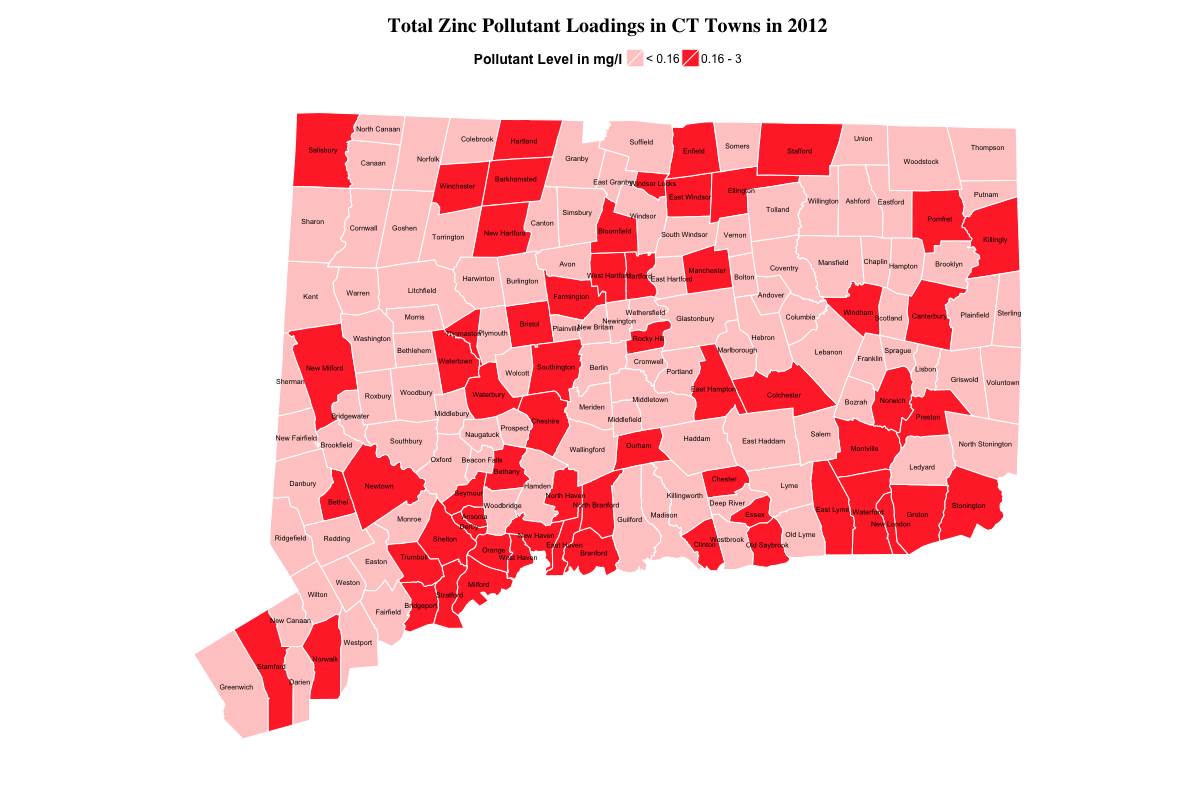 Total Zinc Pollutant Loadings in CT Towns in 2012
Pollutant Level in mg/l < 0.16 0.16 - 3
North Canaan
Colebrook
Hartland
Suffield
Enfield
Somers
Stafford
Union
Woodstock
Thompson
Salisbury
Canaan
Norfolk
Granby
Winchester
Barkhamsted
East Granby
Windsor Locks
East Windsor
Ellington
Willington
Ashford
Eastford
Putnam
Sharon
Cornwall
Goshen
Torrington
New Hartford
Canton
Simsbury
Bloomfield
Windsor
South Windsor
Vernon
Tolland
Pomfret
Killingly
Kent
Warren
Litchfield
Harwinton
Burlington
Avon
West Hartford
Hartford
East Hartford
Manchester
Bolton
Coventry
Mansfield
Chaplin
Hampton
Brooklyn
Morris
Farmington
Andover
Columbia
Windham
Scotland
Canterbury
Plainfield
Sterling
Washington
Bethlehem
Thomaston
Plymouth
Bristol
Plainville
New Britain
Newington
Wethersfield
Glastonbury
Rocky Hill
Hebron
Marlborough
Lebanon
Franklin
Sprague
Lisbon
Griswold
Voluntown
New Milford
Sherman
Watertown
Wolcott
Southington
Berlin
Cromwell
Portland
East Hampton
Colchester
Bozrah
Norwich
Preston
Roxbury
Woodbury
Waterbury
Bridgewater
Middlebury
Cheshire
Meriden
Middletown
Middlefield
New Fairfield
Brookfield
Southbury
Naugatuck
Prospect
Wallingford
Durham
Haddam
East Haddam
Salem
Montville
North Stonington
Danbury
Bethel
Newtown
Oxford
Beacon Falls
Bethany
Hamden
Chester
Lyme
Ledyard
Seymour
Woodbridge
North Haven
North Branford
Guilford
Madison
Killingworth
Deep River
Essex
East Lyme
Waterford
New London
Groton
Stonington
Ridgefield
Redding
Monroe
Ansonia
Derby
Shelton
Orange
New Haven
West Haven
East Haven
Branford
Clinton
Westbrook
Old Saybrook
Old Lyme
Easton
Trumbull
Weston
Wilton
Milford
Stratford
Bridgeport
Fairfield
New Canaan
Westport
Norwalk
Stamford
Darien
Greenwich